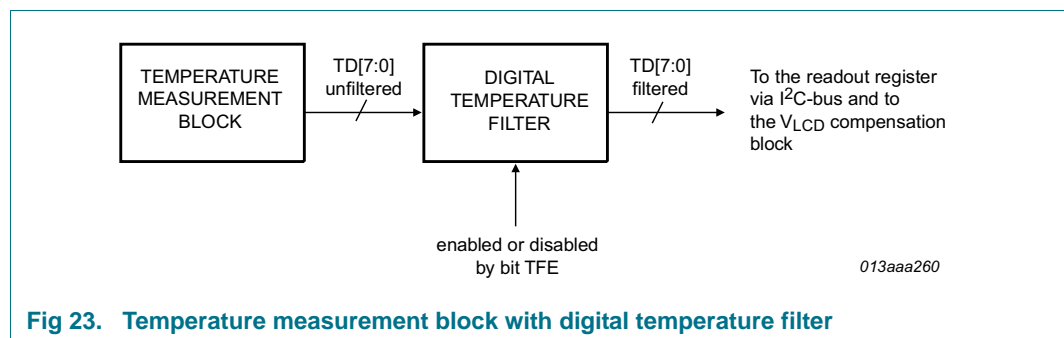 TEMPERATURE
MEASUREMENT
BLOCK
TD[7:0]
unfiltered
DIGITAL
TEMPERATURE
FILTER
TD[7:0]
filtered
To the readout register
via I²C-bus and to
the VLCD compensation
block
enabled or disabled
by bit TFE
013aaa260
Fig 23. Temperature measurement block with digital temperature filter